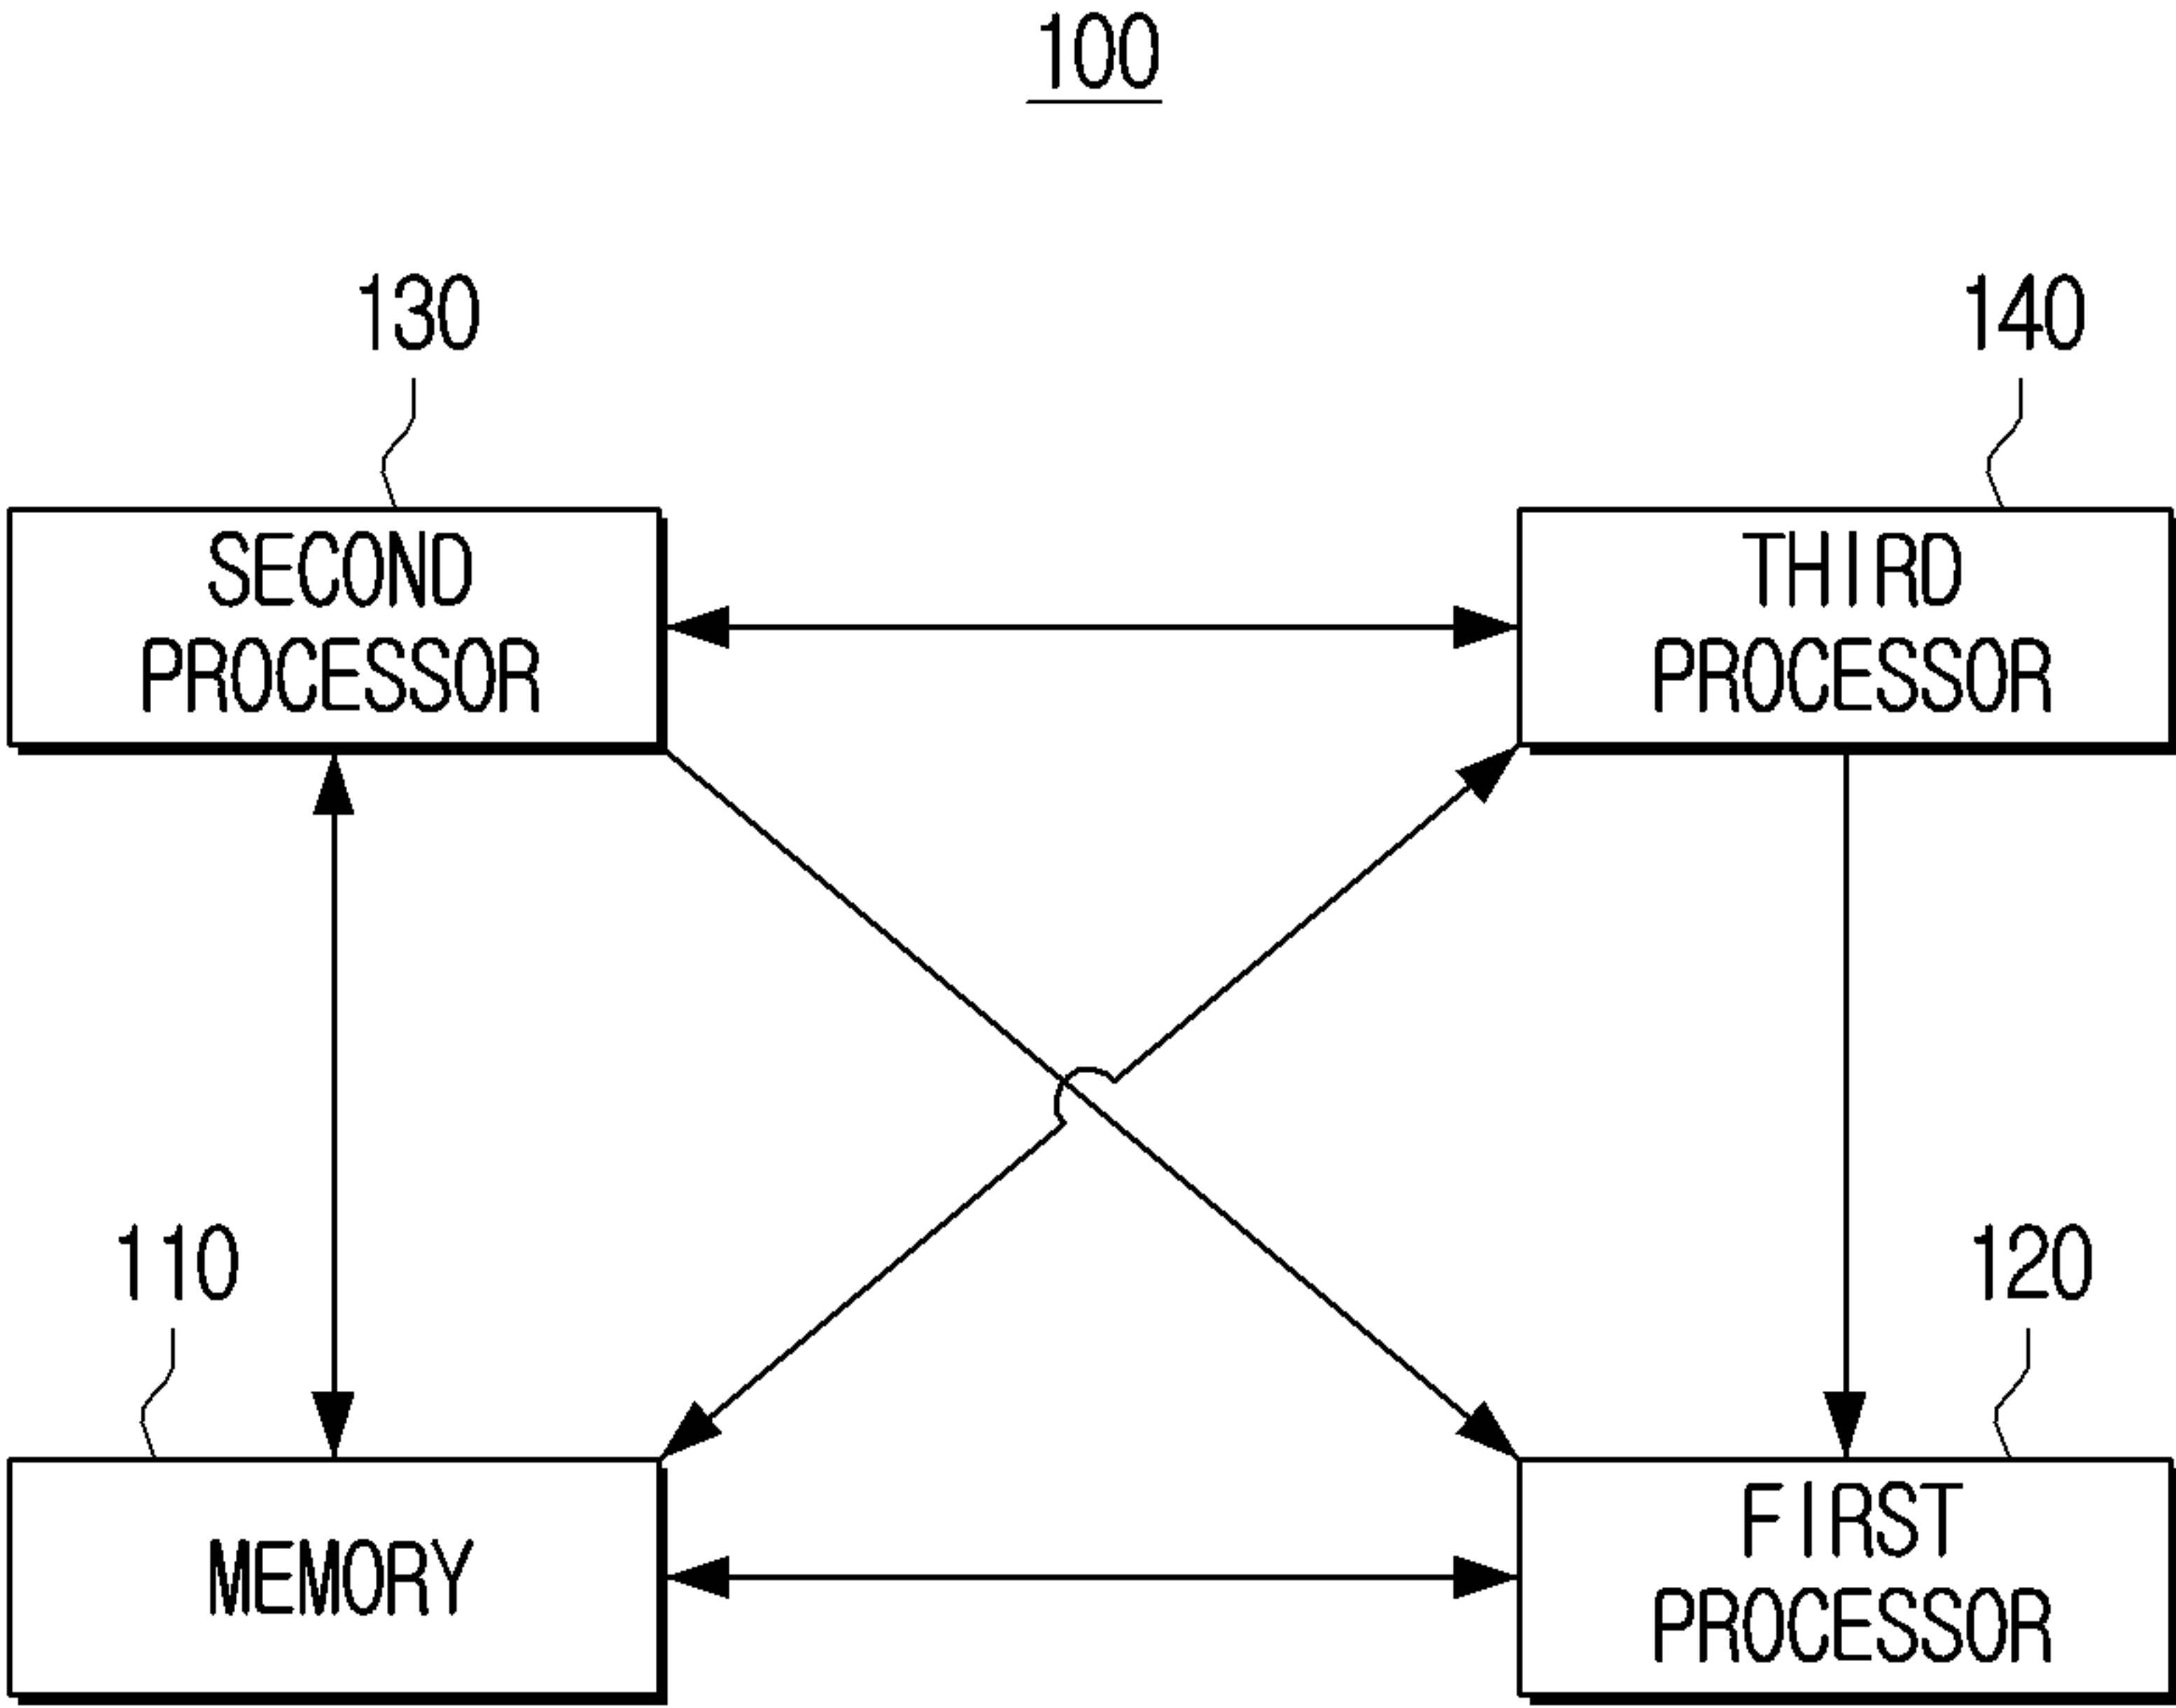 100
130
140
SECOND
PROCESSOR
THIRD
PROCESSOR
110
120
MEMORY
FIRST
PROCESSOR